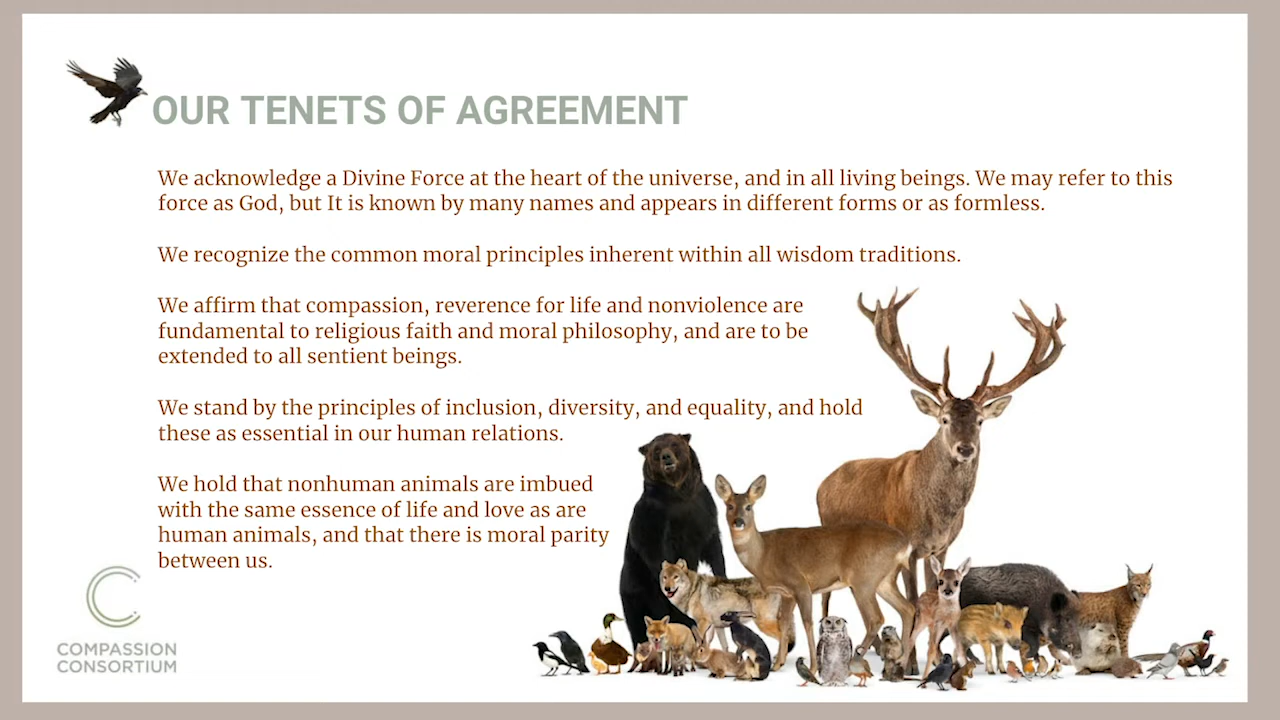 OUR TENETS OF AGREEMENT
We acknowledge a Divine Force at the heart of the universe, and in all living beings. We may refer to this
force as God, but It is known by many names and appears in different forms or as formless.
We recognize the common moral principles inherent within all wisdom traditions.
We affirm that compassion, reverence for life and nonviolence are
fundamental to religious faith and moral philosophy, and are to be
extended to all sentient beings.
We stand by the principles of inclusion, diversity, and equality, and hold
these as essential in our human relations.
We hold that nonhuman animals are imbued
with the same essence of life and love as are
human animals, and that there is moral parity
between us.
COMPASSION
CONSORTIUM